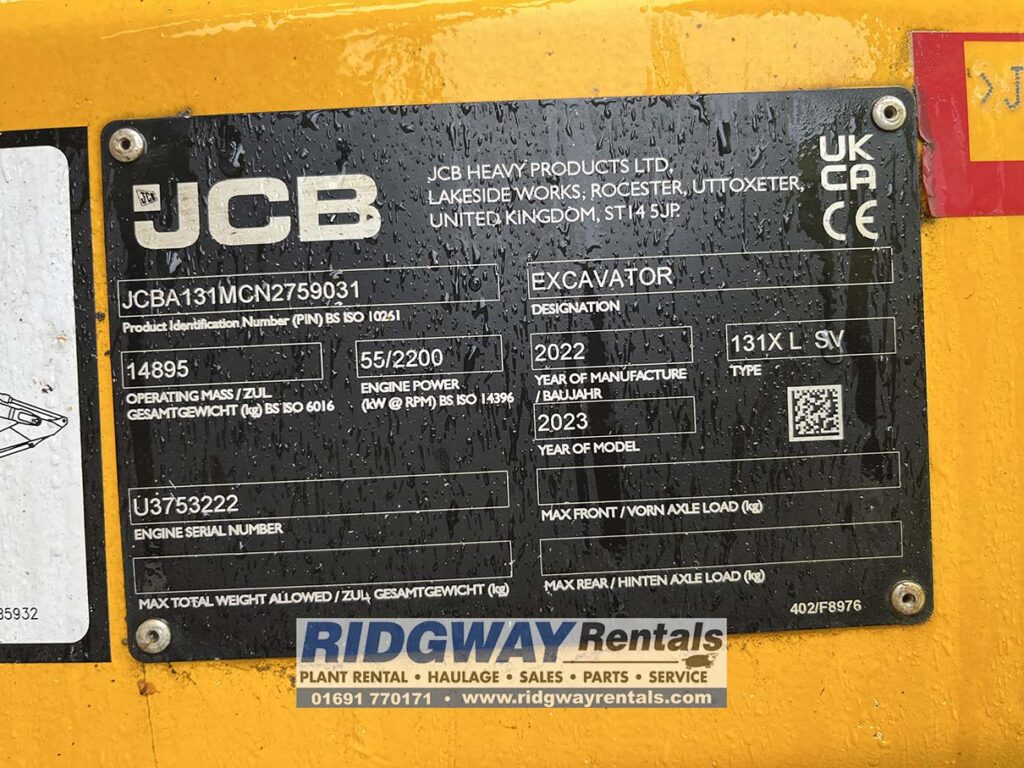 JCB
JCB
JCB HEAVY PRODUCTS LTD,
LAKESIDE WORKS, ROCESTER, UTTOXETER,
UNITED KINGDOM, ST14 5JP.
UK
CA
CE
JCBA131MCN2759031
Product Identification Number (PIN) BS ISO 10261
EXCAVATOR
DESIGNATION
14895
OPERATING MASS / ZUL.
GESAMTGEWICHT (kg) BS ISO 6016
55/2200
ENGINE POWER
(kW @ RPM) BS ISO 14396
2022
YEAR OF MANUFACTURE
/ BAUJAHR
131X L SV
TYPE
2023
YEAR OF MODEL
U3753222
ENGINE SERIAL NUMBER
MAX FRONT / VORN AXLE LOAD (kg)
MAX TOTAL WEIGHT ALLOWED / ZUL. GESAMTGEWICHT (kg)
MAX REAR / HINTEN AXLE LOAD (kg)
402/F8976
RIDGWAY Rentals
PLANT RENTAL • HAULAGE • SALES • PARTS • SERVICE
01691 770171 • www.ridgwayrentals.com